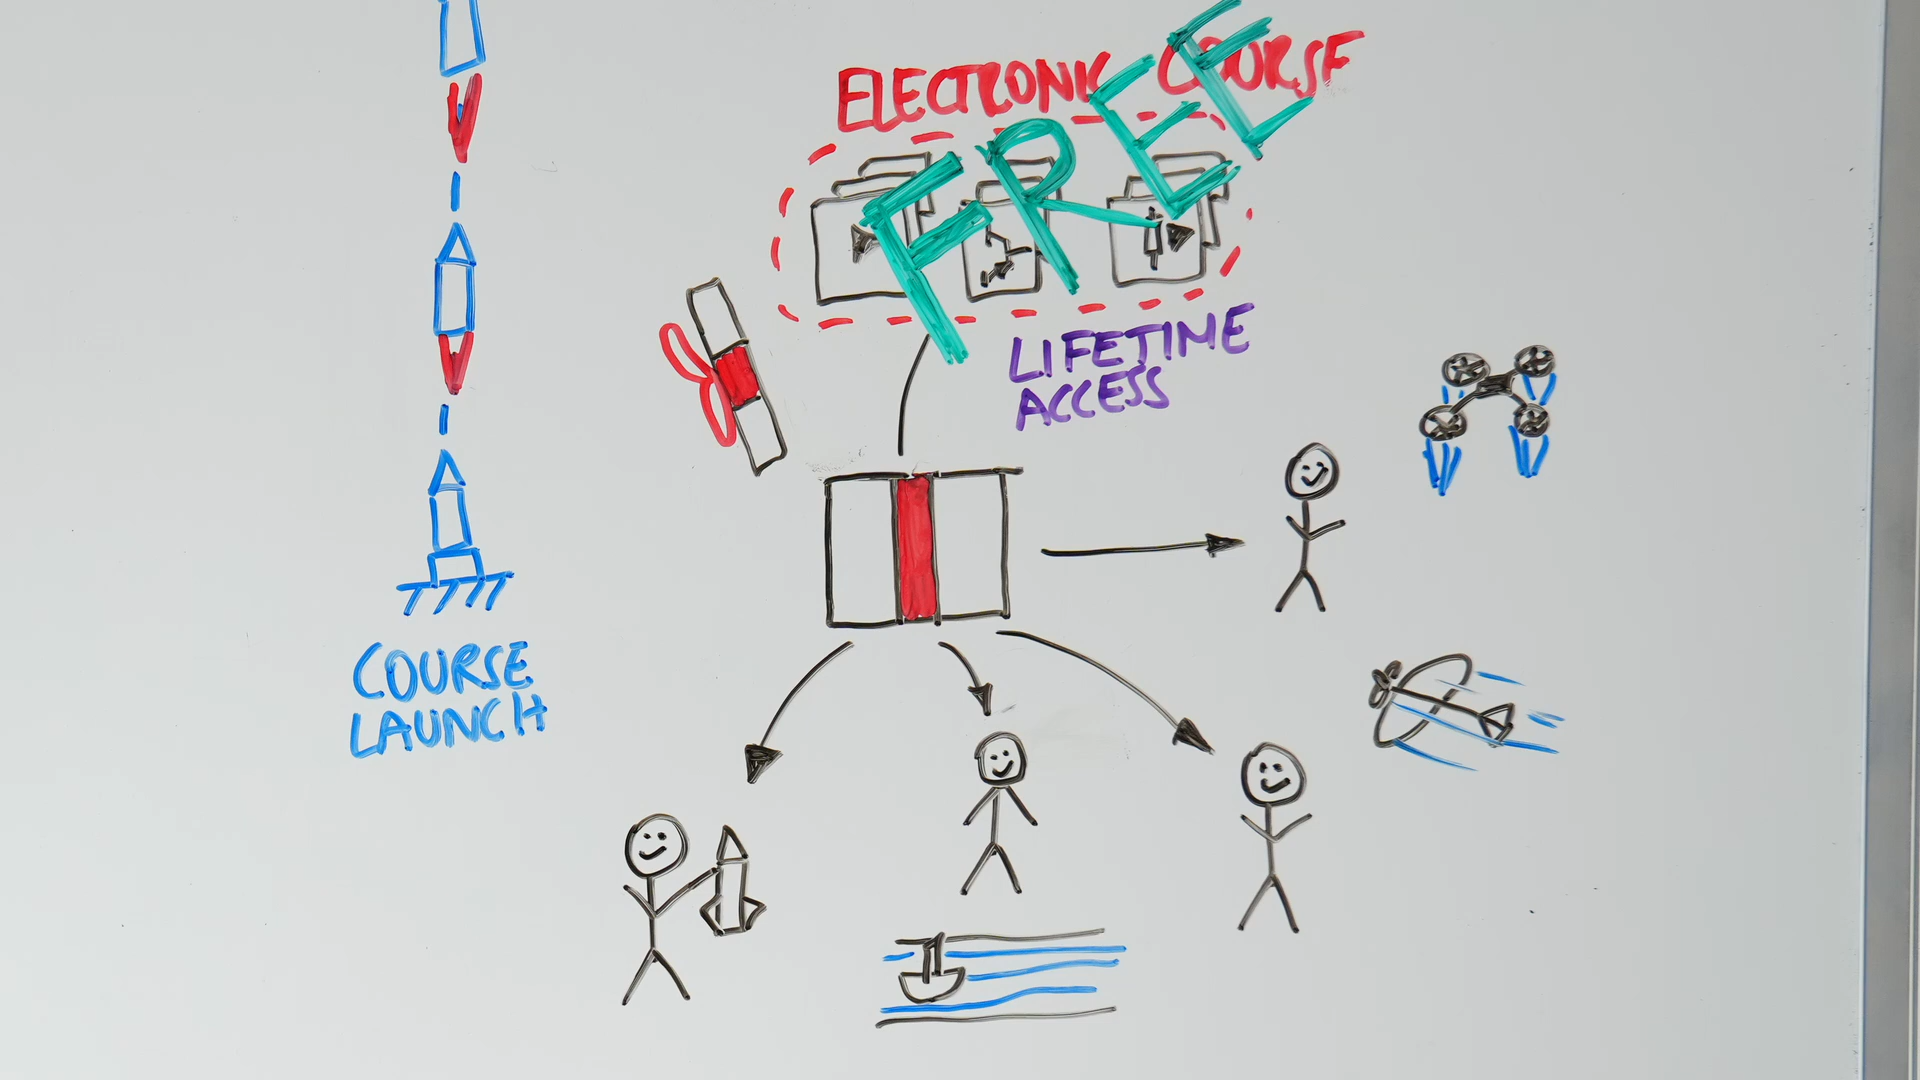 ELECTRONIC COURSE
FREE
LIFETIME
ACCESS
COURSE
LAUNCH